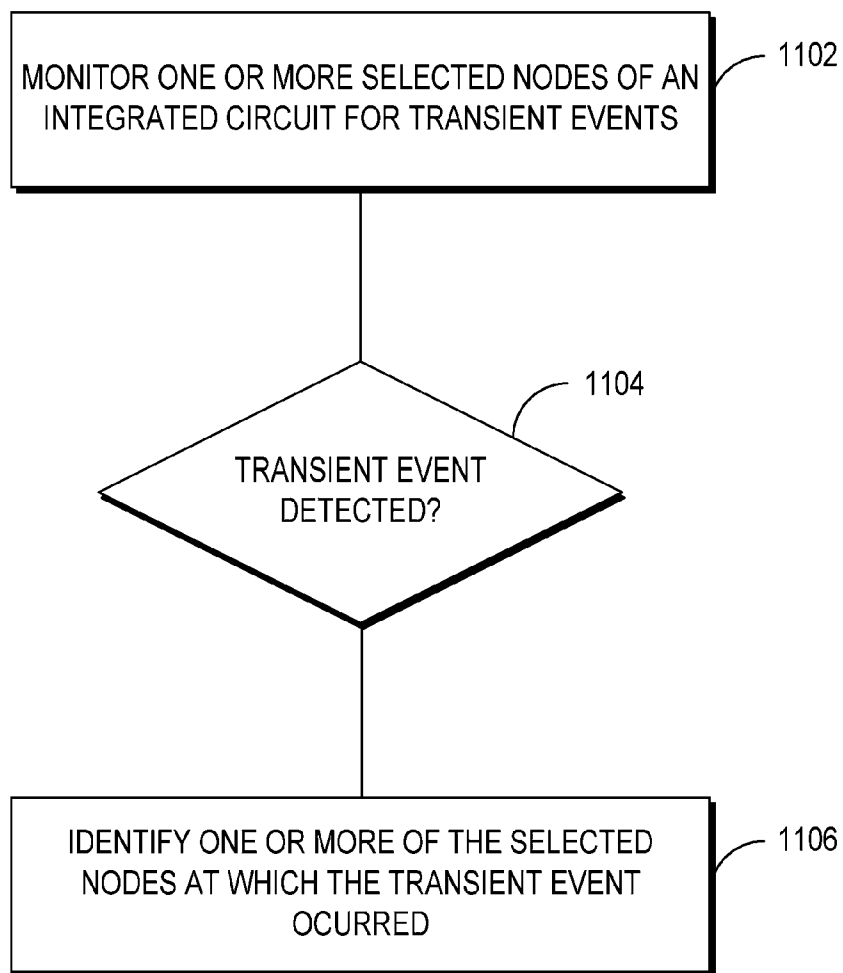 MONITOR ONE OR MORE SELECTED NODES OF AN
INTEGRATED CIRCUIT FOR TRANSIENT EVENTS
1102
1104
TRANSIENT EVENT
DETECTED?
IDENTIFY ONE OR MORE OF THE SELECTED
NODES AT WHICH THE TRANSIENT EVENT
OCURRED
1106